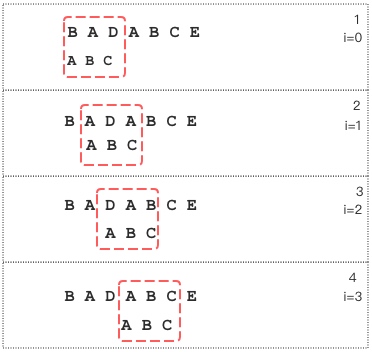 1
B A D A B C E
i=0
A B C
2
B A D A B C E
i=1
A B C
3
B A D A B C E
i=2
A B C
4
B A D A B C E
i=3
A B C